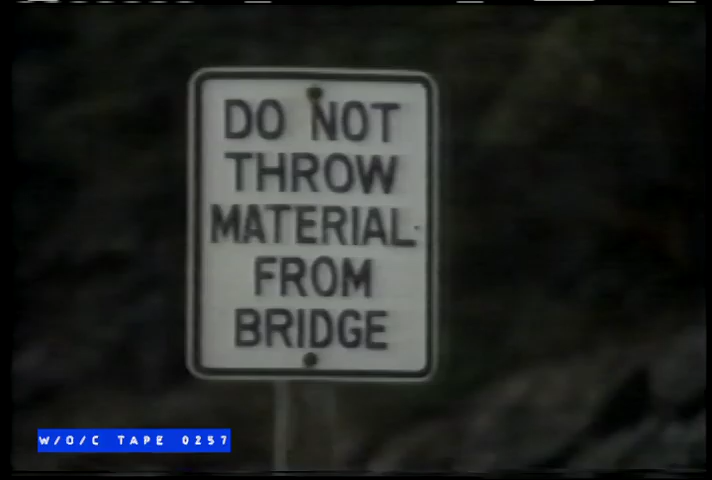 DO NOT
THROW
MATERIAL
FROM
BRIDGE
W/O/C TAPE 0257